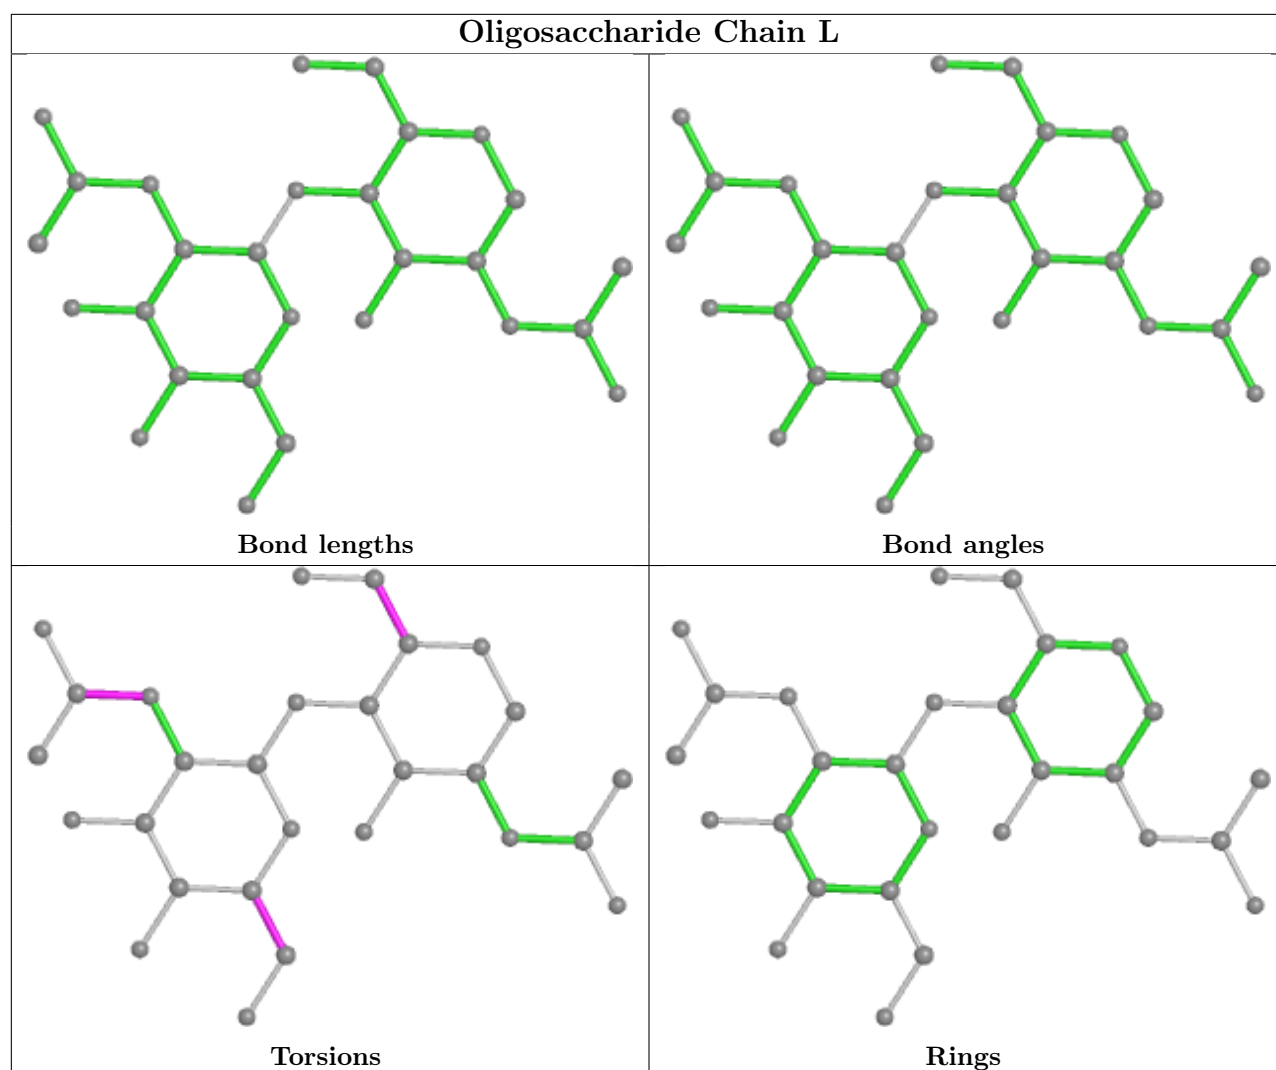 Oligosaccharide Chain L
Bond lengths
Bond angles
Torsions
Rings